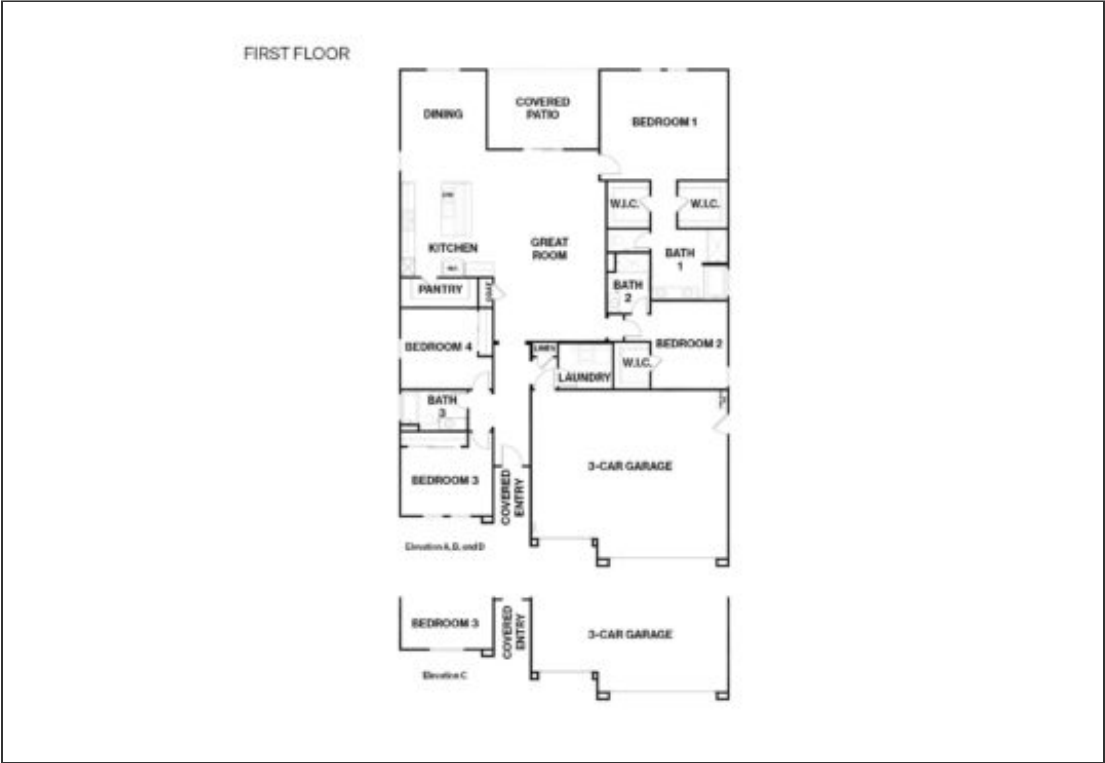 FIRST FLOOR
DINING
COVERED
PATIO
BEDROOM 1
W.I.C.
W.I.C.
KITCHEN
GREAT
ROOM
BATH
1
PANTRY
BATH
2
BEDROOM 4
LINEN
BEDROOM 2
W.I.C.
LAUNDRY
BATH
3
3-CAR GARAGE
BEDROOM 3
COVERED
ENTRY
Elevation A, B, and D
BEDROOM 3
COVERED
ENTRY
3-CAR GARAGE
Elevation C